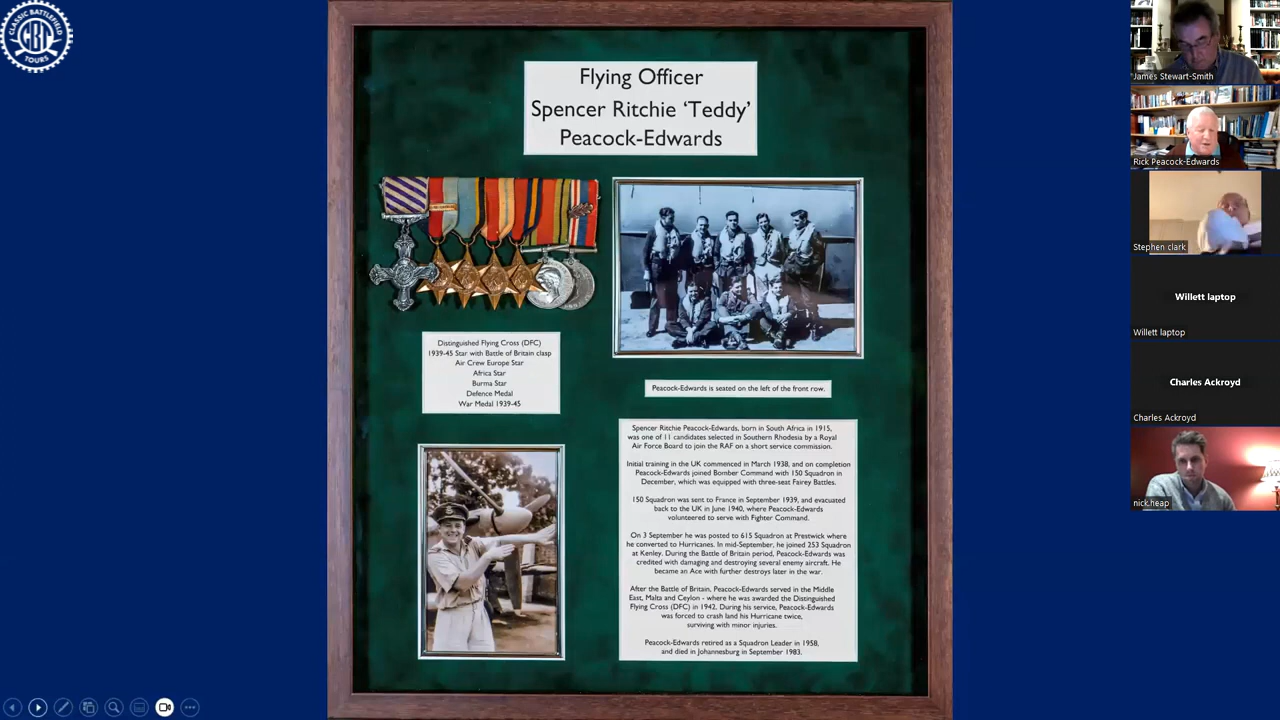 CLASSIC BATTLEFIELD
CBT
TOURS
Flying Officer
Spencer Ritchie ‘Teddy’
Peacock-Edwards
Distinguished Flying Cross (DFC)
1939-45 Star with Battle of Britain clasp
Air Crew Europe Star
Africa Star
Burma Star
Defence Medal
War Medal 1939-45
Peacock-Edwards is seated on the left of the front row.
Spencer Ritchie Peacock-Edwards, born in South Africa in 1915,
was one of 11 candidates selected in Southern Rhodesia by a Royal
Air Force Board to join the RAF on a short service commission.
Initial training in the UK commenced in March 1938, and on completion
Peacock-Edwards joined Bomber Command with 150 Squadron in
December, which was equipped with three-seat Fairey Battles.
150 Squadron was sent to France in September 1939, and evacuated
back to the UK in June 1940, where Peacock-Edwards
volunteered to serve with Fighter Command.
On 3 September he was posted to 615 Squadron at Prestwick where
he converted to Hurricanes. In mid-September, he joined 253 Squadron
at Kenley. During the Battle of Britain period, Peacock-Edwards was
credited with damaging and destroying several enemy aircraft. He
became an Ace with further destroys later in the war.
After the Battle of Britain, Peacock-Edwards served in the Middle
East, Malta and Ceylon - where he was awarded the Distinguished
Flying Cross (DFC) in 1942. During his service, Peacock-Edwards
was forced to crash land his Hurricane twice,
surviving with minor injuries.
Peacock-Edwards retired as a Squadron Leader in 1958,
and died in Johannesburg in September 1983.
James Stewart-Smith
Rick Peacock-Edwards
Stephen clark
Willett laptop
Willett laptop
Charles Ackroyd
Charles Ackroyd
nick.heap